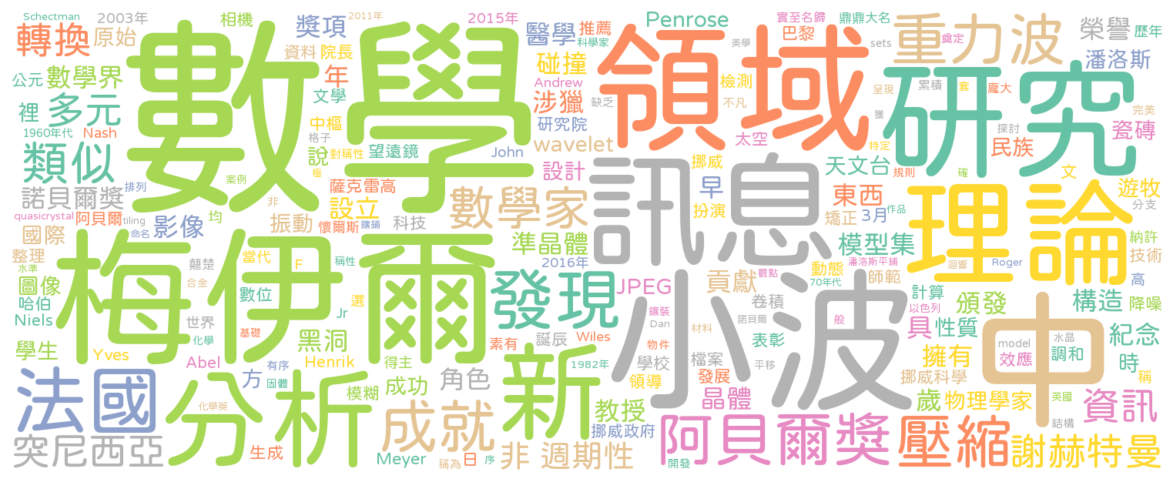 Schectman
2003年
相機
獎項
2011年
2015年
Penrose
實至名歸
鼎鼎大名
榮譽
歷年
轉換
原始
數學
資料
院長
科學家
醫學
推薦
領域
美學
巴黎
sets
重力波
奠定
潘洛斯
公元
數學界
年
文學
碰撞
Andrew
涉獵
缺乏
檢測
不凡
呈現
累積
套
龐大
研究
完美
裡
多元
中樞
研究院
獲
探討
瓷磚
1960年代
Nash
格子
說
對稱性
望遠鏡
John
wavelet
太空
特定
天文台
規則
民族
類似
案例
極
排列
薩克雷高
設計
挪威
訊息
早
東西
理論
文
遊牧
分支
諾貝爾獎
quasicrystal
阿貝爾
tiling
設立
懷爾斯
鑲鋪
數學家
扮演
矯正
3月
作品
納許
國際
命名
影像
非
均
振動
科技
準晶體
模型集
技術
整理
水準
翹楚
合金
當代
F
稱性
2016年
貢獻
動態
師範
週圍
潘洛斯平鋪
Roger
高
圖像
梅伊爾
發現
JPEG
觀點
70年代
小波
中
哈伯
數位
選
卷積
鑲裝
諾貝爾
計算
以色列
頒發
構造
降噪
Niels
世界
化學
基礎
Jr
黑洞
誕辰
素有
Wiles
Dan
材料
表彰
般
具
性質
紀念
學生
Yves
Abel
Henrik
得主
1982年
物件
學校
檔案
平移
model
效應
水晶
調和
時
法國
方
有序
固體
模糊
成功
角色
新
領導
發展
擁有
挪威科學
稱
英國
分析
化學獎
成就
教授
晶體
歲
物理學家
結構
資訊
突尼西亞
生成
Meyer
稱為
日
序
非
週期性
挪威政府
開發
阿貝爾獎
壓縮
謝赫特曼